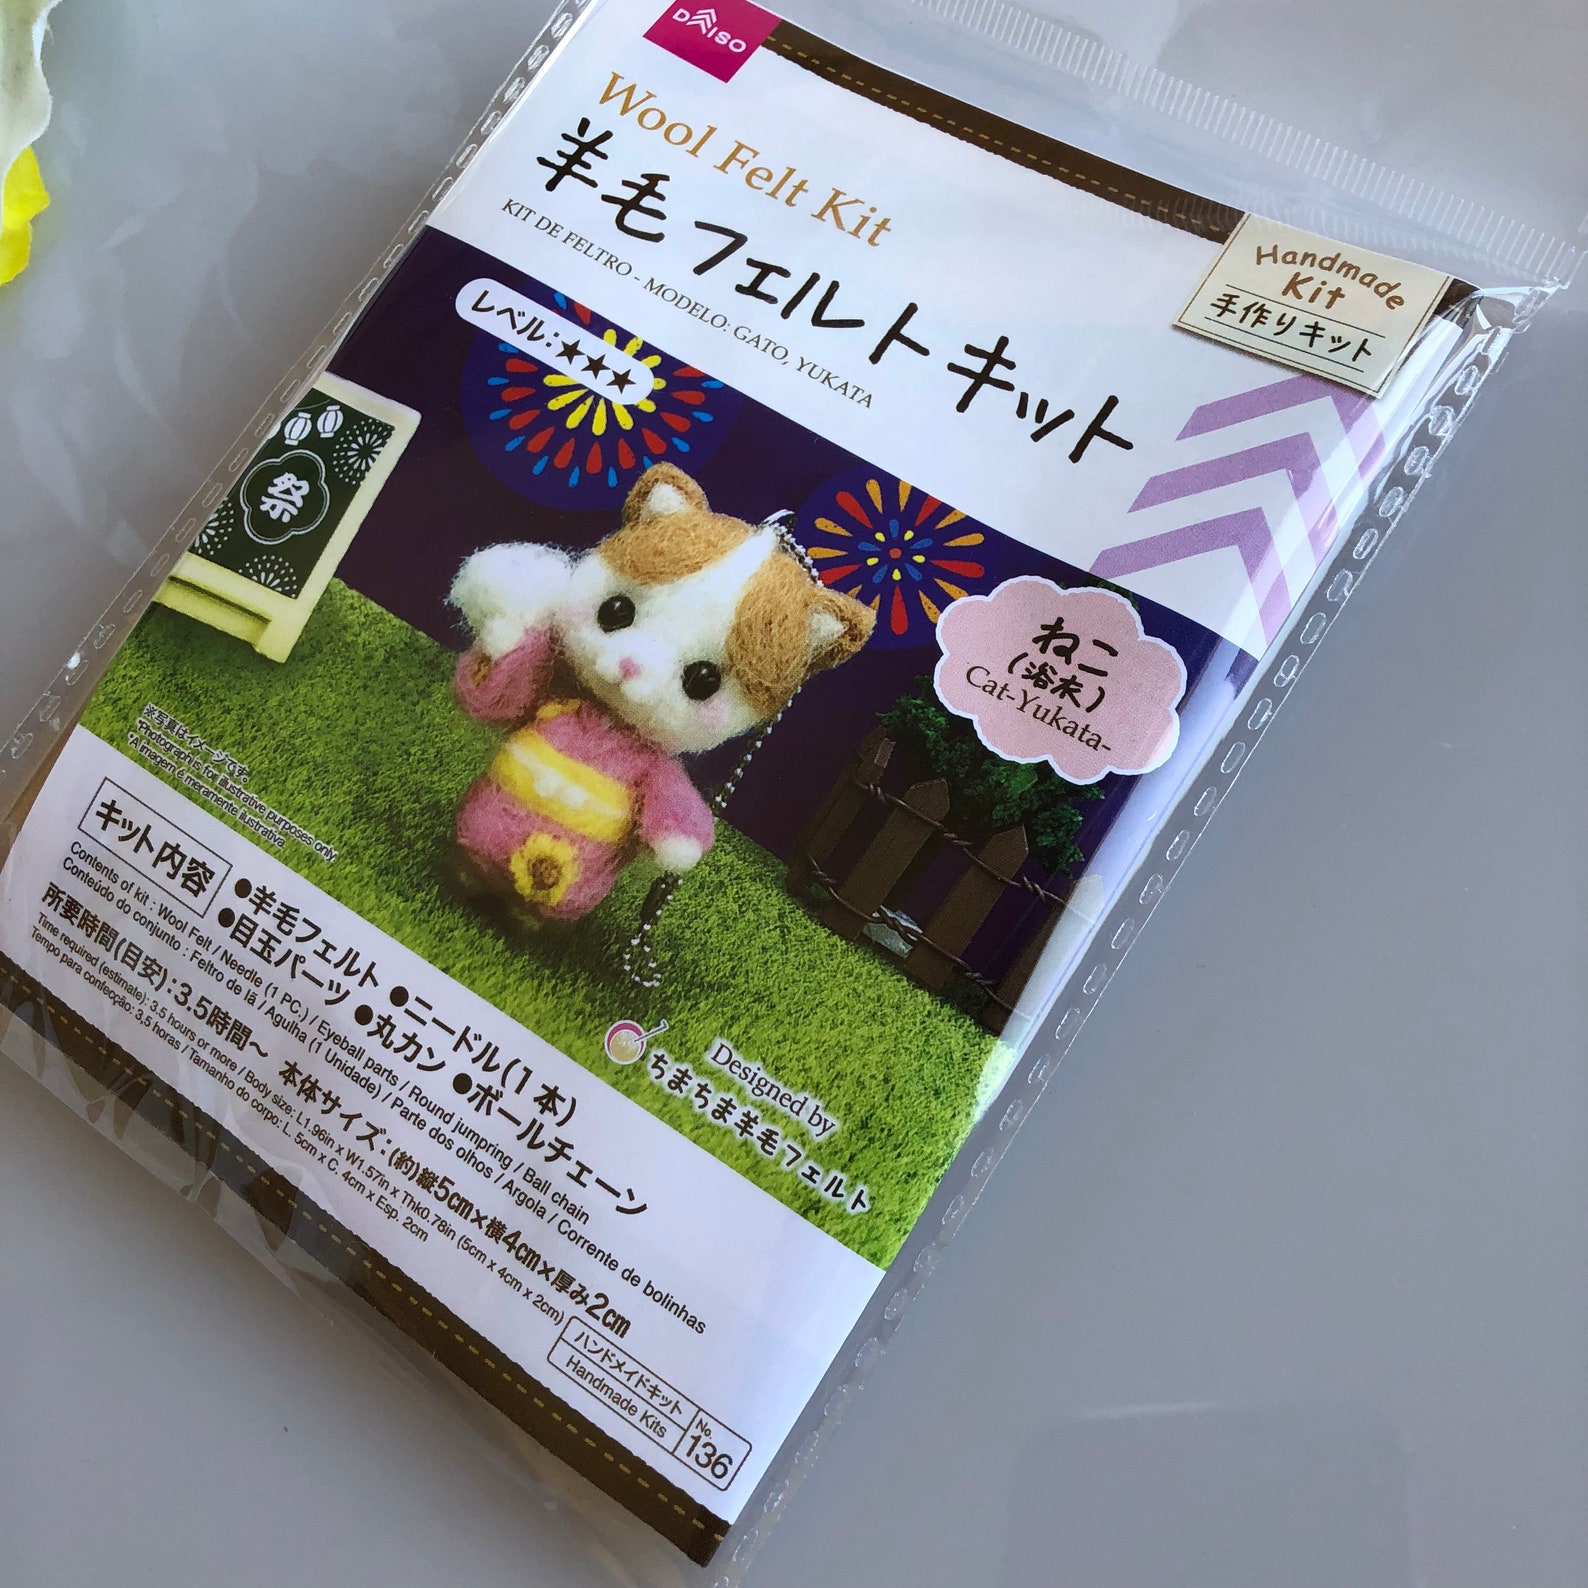 DAISO
Wool Felt Kit
羊毛フェルトキット
KIT DE FELTRO - MODELO: GATO, YUKATA
Handmade
Kit
手作りキット
レベル：★★★
祭
ねこ
(浴衣)
Cat-Yukata-
※写真はイメージです。
*Photograph is for illustrative purposes only.
*A imagem é meramente ilustrativa.
Designed by
ちまちま羊毛フェルト
キット内容
●羊毛フェルト ●ニードル(1本)
●目玉パーツ ●丸カン ●ボールチェーン
Contents of kit : Wool Felt / Needle (1 PC.) / Eyeball parts / Round jumpring / Ball chain
Conteúdo do conjunto : Feltro de lã / Agulha (1 Unidade) / Parte dos olhos / Argola / Corrente de bolinhas
所要時間(目安)：3.5時間～ 本体サイズ：(約)縦5cm×横4cm×厚み2cm
Time required (estimate): 3.5 hours or more / Body size: L1.96in x W1.57in x Thk0.78in (5cm x 4cm x 2cm)
Tempo para confecção: 3,5 horas / Tamanho do corpo: L. 5cm x C. 4cm x Esp. 2cm
ハンドメイドキット
Handmade Kits
No.
136